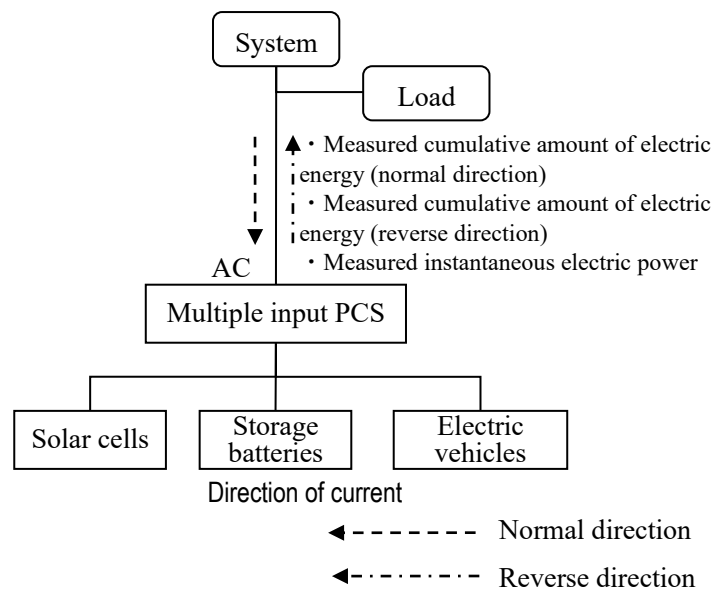 System
Load
・Measured cumulative amount of electric
energy (normal direction)
・Measured cumulative amount of electric
energy (reverse direction)
・Measured instantaneous electric power
AC
Multiple input PCS
Solar cells
Storage
batteries
Electric
vehicles
Direction of current
Normal direction
Reverse direction